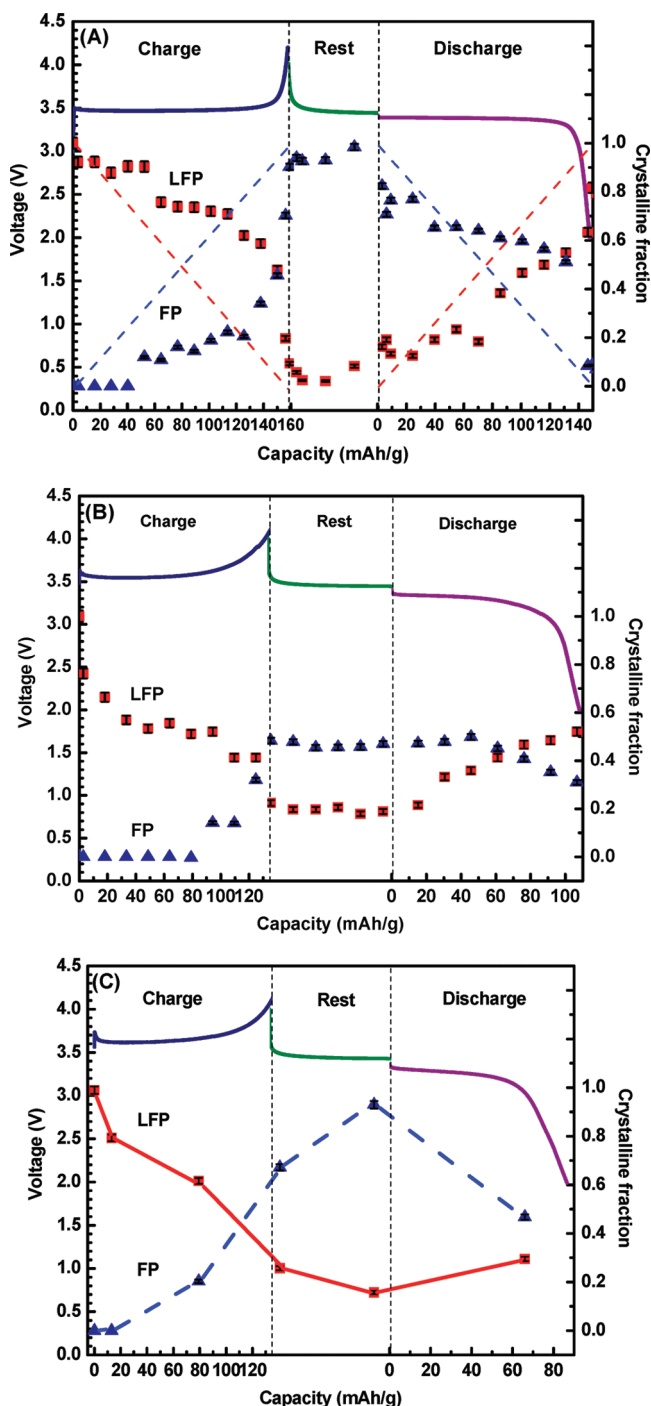 (A)
Charge
Rest
Discharge
4.5
4.0
3.5
3.0
2.5
2.0
1.5
1.0
0.5
0.0
Voltage (V)
LFP
FP
1.0
0.8
0.6
0.4
0.2
0.0
Crystalline fraction
0 20 40 60 80 100120140160 0 20 40 60 80 100 120 140
Capacity (mAh/g)
(B)
Charge
Rest
Discharge
4.5
4.0
3.5
3.0
2.5
2.0
1.5
1.0
0.5
0.0
Voltage (V)
LFP
FP
1.0
0.8
0.6
0.4
0.2
0.0
Crystalline fraction
0 20 40 60 80 100 120 0 20 40 60 80 100
Capacity (mAh/g)
(C)
Charge
Rest
Discharge
4.5
4.0
3.5
3.0
2.5
2.0
1.5
1.0
0.5
0.0
Voltage (V)
LFP
FP
1.0
0.8
0.6
0.4
0.2
0.0
Crystalline fraction
0 20 40 60 80 100 120 0 20 40 60 80
Capacity (mAh/g)